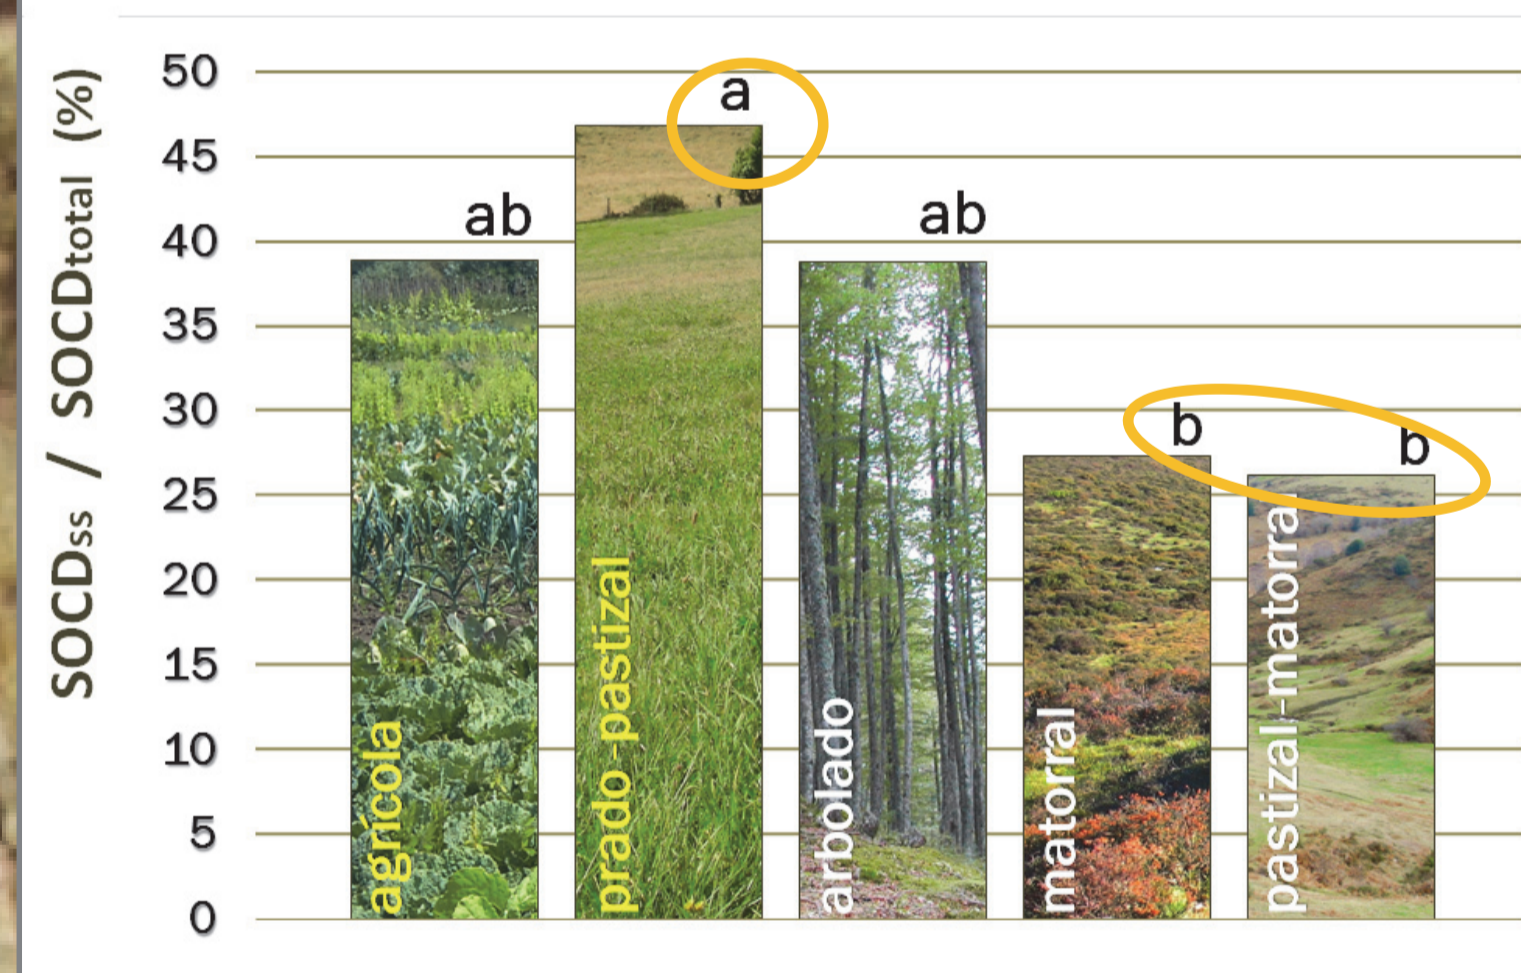 SOCDss / SOCDtotal (%)
50
45
40
35
30
25
20
15
10
5
0
ab
a
ab
b
b
agrícola
prado-pastizal
arbolado
matorral
pastizal-matorral